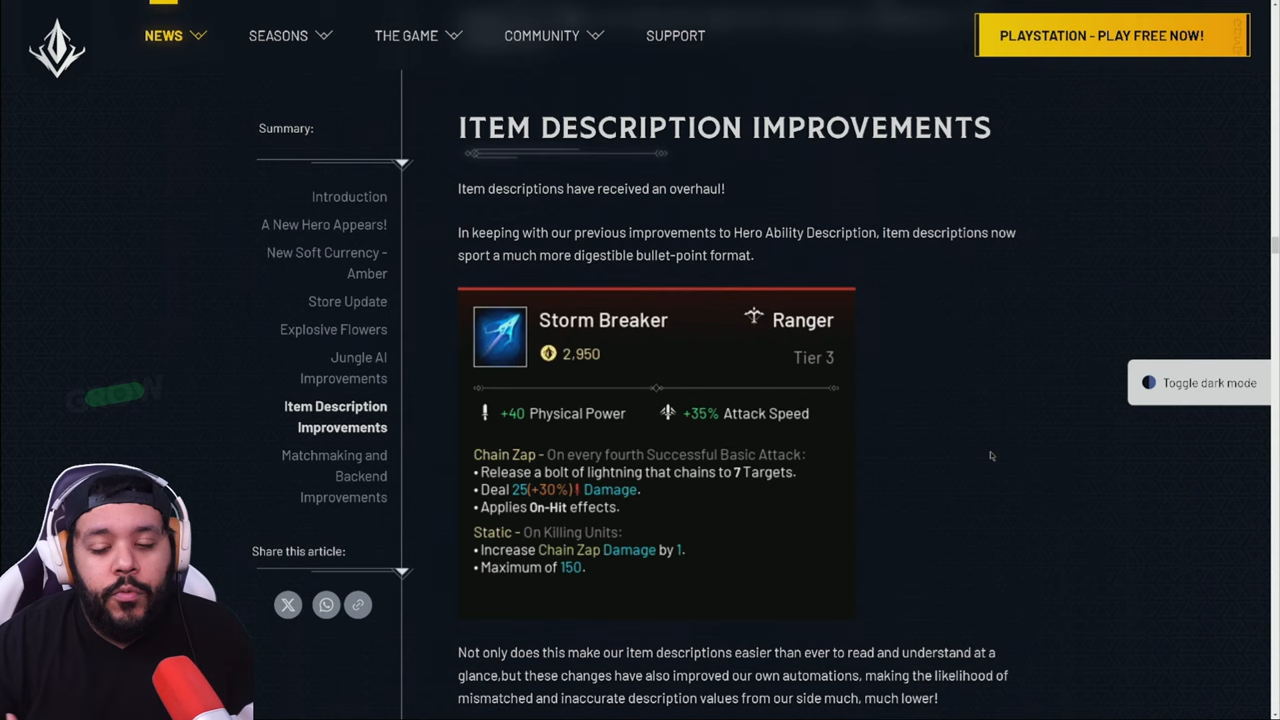 NEWS
SEASONS
THE GAME
COMMUNITY
SUPPORT
PLAYSTATION - PLAY FREE NOW!
Summary:
Introduction
A New Hero Appears!
New Soft Currency -
Amber
Store Update
Explosive Flowers
Jungle AI
Improvements
Item Description
Improvements
Matchmaking and
Backend
Improvements
Share this article:
ITEM DESCRIPTION IMPROVEMENTS
Item descriptions have received an overhaul!
In keeping with our previous improvements to Hero Ability Description, item descriptions now
sport a much more digestible bullet-point format.
Storm Breaker
Ranger
2,950
Tier 3
+40 Physical Power
+35% Attack Speed
Chain Zap - On every fourth Successful Basic Attack:
• Release a bolt of lightning that chains to 7 Targets.
• Deal 25(+30%) Damage.
• Applies On-Hit effects.
Static - On Killing Units:
• Increase Chain Zap Damage by 1.
• Maximum of 150.
Not only does this make our item descriptions easier than ever to read and understand at a
glance,but these changes have also improved our own automations, making the likelihood of
mismatched and inaccurate description values from our side much, much lower!
Toggle dark mode
GROW